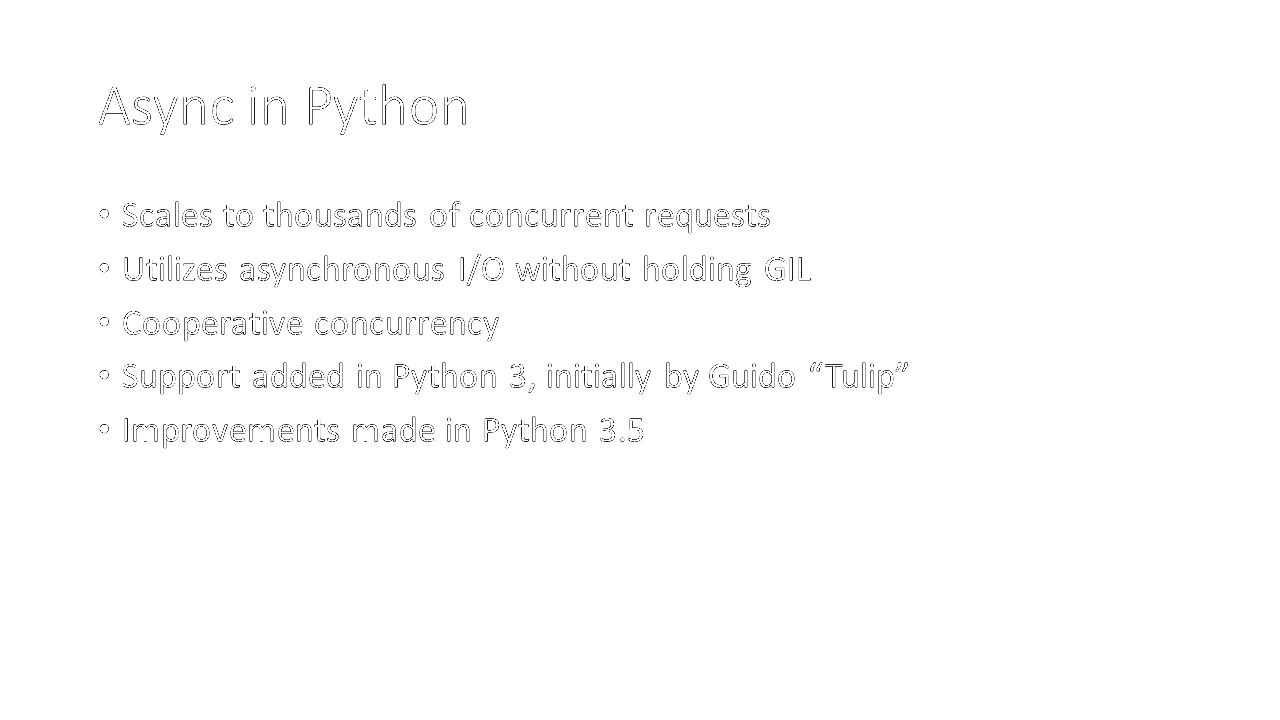 Async in Python
• Scales to thousands of concurrent requests
• Utilizes asynchronous I/O without holding GIL
• Cooperative concurrency
• Support added in Python 3, initially by Guido “Tulip”
• Improvements made in Python 3.5